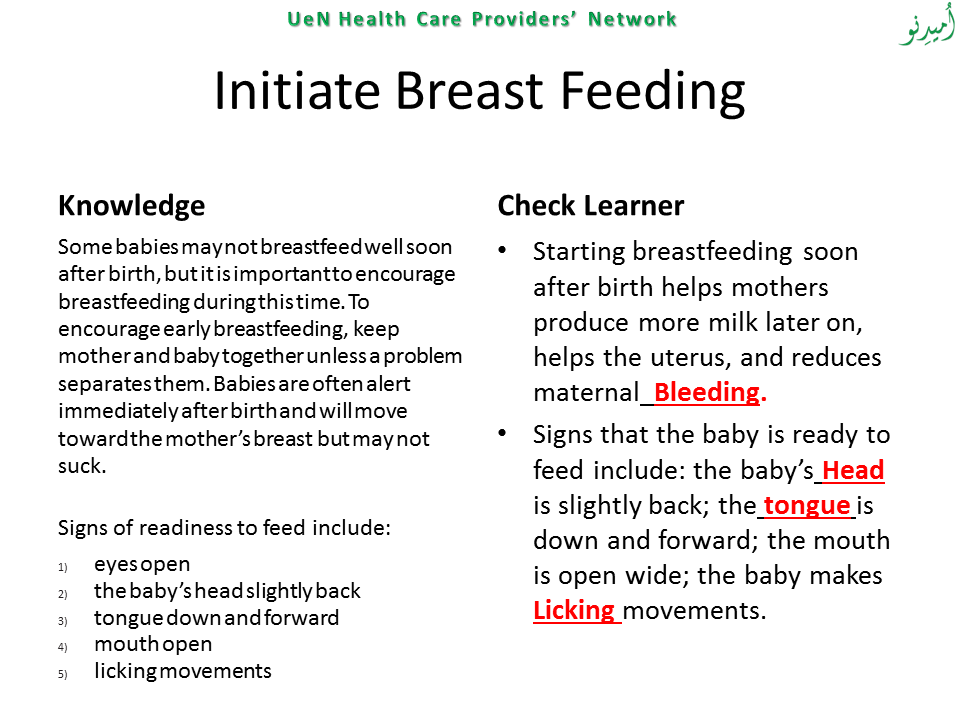 UeN Health Care Providers’ Network
اُمیدِنو
Initiate Breast Feeding
Knowledge
Some babies may not breastfeed well soon
after birth, but it is important to encourage
breastfeeding during this time. To
encourage early breastfeeding, keep
mother and baby together unless a problem
separates them. Babies are often alert
immediately after birth and will move
toward the mother’s breast but may not
suck.
Signs of readiness to feed include:
1) eyes open
2) the baby’s head slightly back
3) tongue down and forward
4) mouth open
5) licking movements
Check Learner
• Starting breastfeeding soon
after birth helps mothers
produce more milk later on,
helps the uterus, and reduces
maternal Bleeding.
• Signs that the baby is ready to
feed include: the baby’s Head
is slightly back; the tongue is
down and forward; the mouth
is open wide; the baby makes
Licking movements.